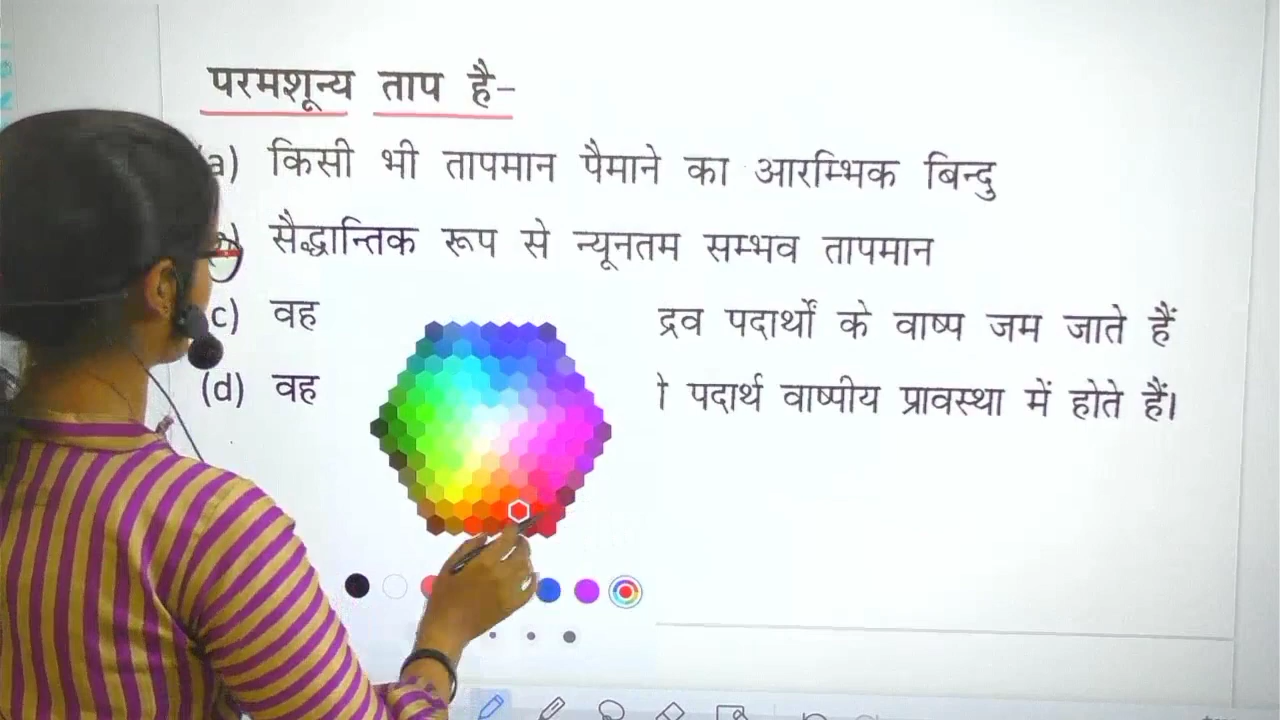 परमशून्य ताप है-
a) किसी भी तापमान पैमाने का आरम्भिक बिन्दु
सैद्धान्तिक रूप से न्यूनतम सम्भव तापमान
c) वह द्रव पदार्थों के वाष्प जम जाते हैं
(d) वह पदार्थ वाष्पीय प्रावस्था में होते हैं।